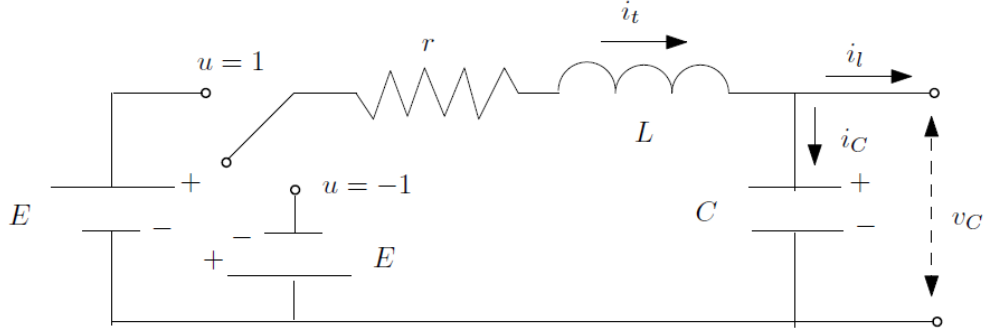 i_t
r
i_l
u = 1
L
i_C
+
+
E
u = −1
C
v_C
−
−
−
+
E